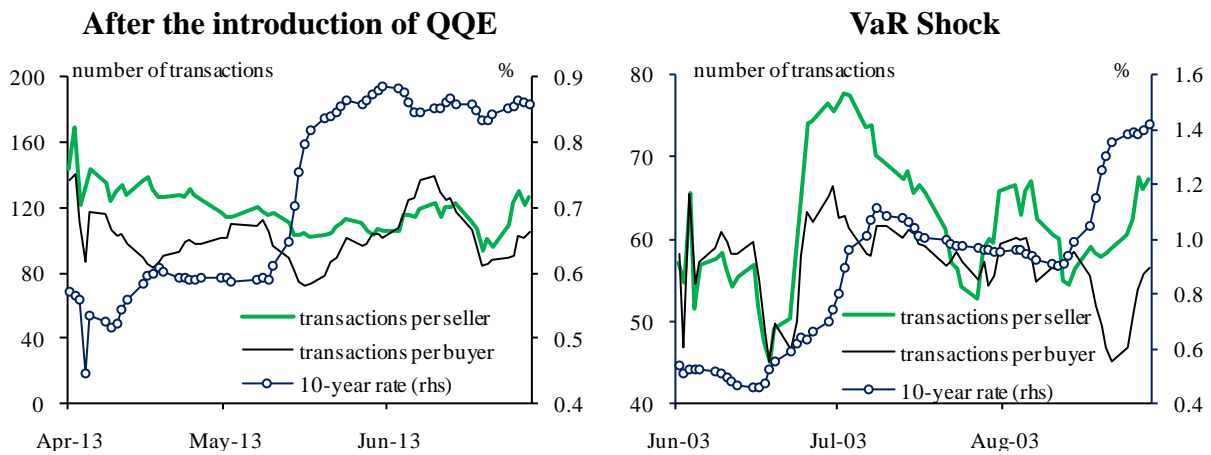 After the introduction of QQE
number of transactions
%
200
160
120
80
40
0
0.9
0.8
0.7
0.6
0.5
0.4
transactions per seller
transactions per buyer
10-year rate (rhs)
Apr-13
May-13
Jun-13
VaR Shock
number of transactions
%
80
70
60
50
40
1.6
1.4
1.2
1.0
0.8
0.6
0.4
transactions per seller
transactions per buyer
10-year rate (rhs)
Jun-03
Jul-03
Aug-03